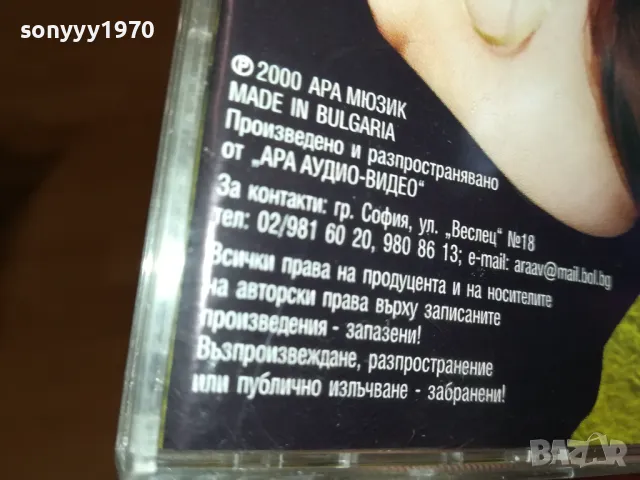 sonyyy1970
℗ 2000 АРА МЮЗИК
MADE IN BULGARIA
Произведено и разпространявано
от „АРА АУДИО-ВИДЕО“
За контакти: гр. София, ул. „Веслец“ №18
тел: 02/981 60 20, 980 86 13; e-mail: araav@mail.bol.bg
Всички права на продуцента и на носителите
на авторски права върху записаните
произведения - запазени!
Възпроизвеждане, разпространение
или публично излъчване - забранени!
BAZAR
bg